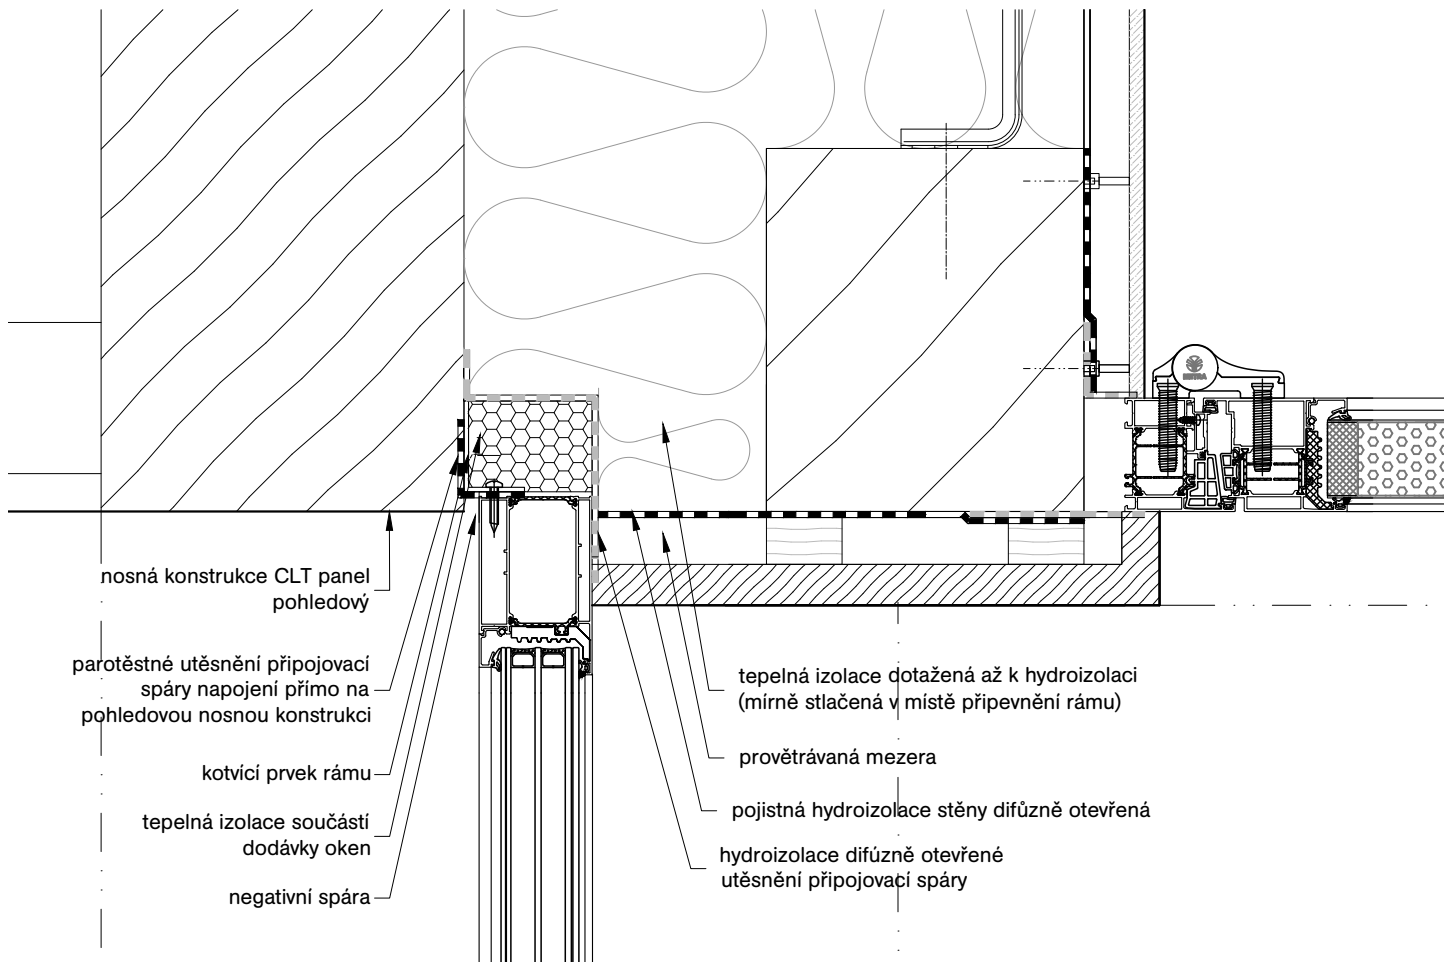 nosná konstrukce CLT panel
pohledový
parotěstné utěsnění připojovací
spáry napojení přímo na
pohledovou nosnou konstrukci
kotvící prvek rámu
tepelná izolace součástí
dodávky oken
negativní spára
tepelná izolace dotažená až k hydroizolaci
(mírně stlačená v místě připevnění rámu)
provětrávaná mezera
pojistná hydroizolace stěny difůzně otevřená
hydroizolace difúzně otevřené
utěsnění připojovací spáry